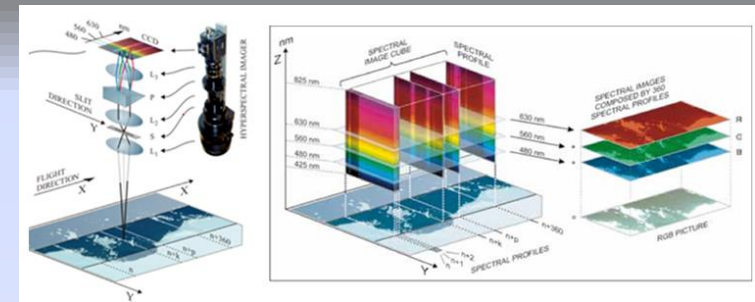 630
nm
560
480
CCD
L3
P
L2
S
L1
HYPERSPECTRAL IMAGER
SLIT
DIRECTION
Y
FLIGHT
DIRECTION
X
X
n+360
n+p
n+k
n
Y
nm
Z
SPECTRAL
IMAGE CUBE
SPECTRAL
PROFILE
825 nm
630 nm
560 nm
480 nm
425 nm
X
n+360
n+p
n+k
n+2
n+1
n
Y
SPECTRAL PROFILES
630 nm
560 nm
480 nm
SPECTRAL IMAGES
COMPOSED BY 360
SPECTRAL PROFILES
R
G
B
RGB PICTURE